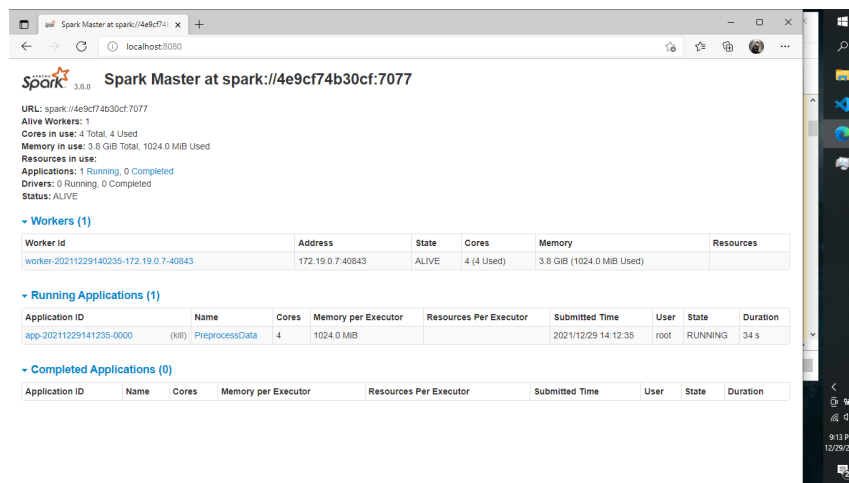 Spark Master at spark://4e9cf74b
localhost:8080
APACHE Spark 3.0.0 Spark Master at spark://4e9cf74b30cf:7077
URL: spark://4e9cf74b30cf:7077
Alive Workers: 1
Cores in use: 4 Total, 4 Used
Memory in use: 3.8 GiB Total, 1024.0 MiB Used
Resources in use:
Applications: 1 Running, 0 Completed
Drivers: 0 Running, 0 Completed
Status: ALIVE
Workers (1)
Worker Id Address State Cores Memory Resources
worker-20211229140235-172.19.0.7-40843 172.19.0.7:40843 ALIVE 4 (4 Used) 3.8 GiB (1024.0 MiB Used)
Running Applications (1)
Application ID Name Cores Memory per Executor Resources Per Executor Submitted Time User State Duration
app-20211229141235-0000 (kill) PreprocessData 4 1024.0 MiB 2021/12/29 14:12:35 root RUNNING 34 s
Completed Applications (0)
Application ID Name Cores Memory per Executor Resources Per Executor Submitted Time User State Duration
9:13 P
12/29/2